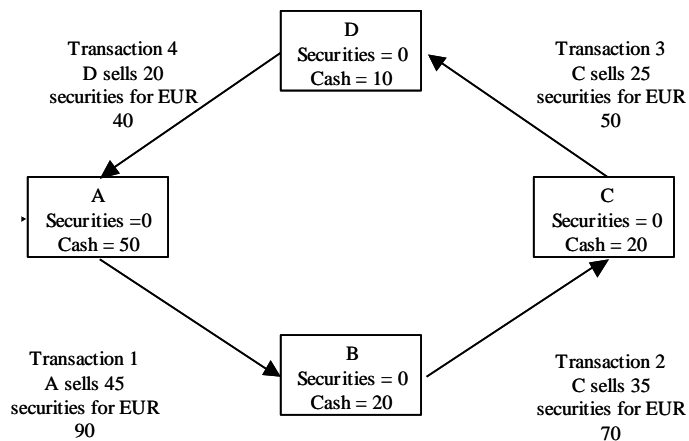 D
Securities = 0
Cash = 10
Transaction 4
D sells 20
securities for EUR
40
Transaction 3
C sells 25
securities for EUR
50
A
Securities =0
Cash = 50
C
Securities = 0
Cash = 20
B
Securities = 0
Cash = 20
Transaction 1
A sells 45
securities for EUR
90
Transaction 2
C sells 35
securities for EUR
70